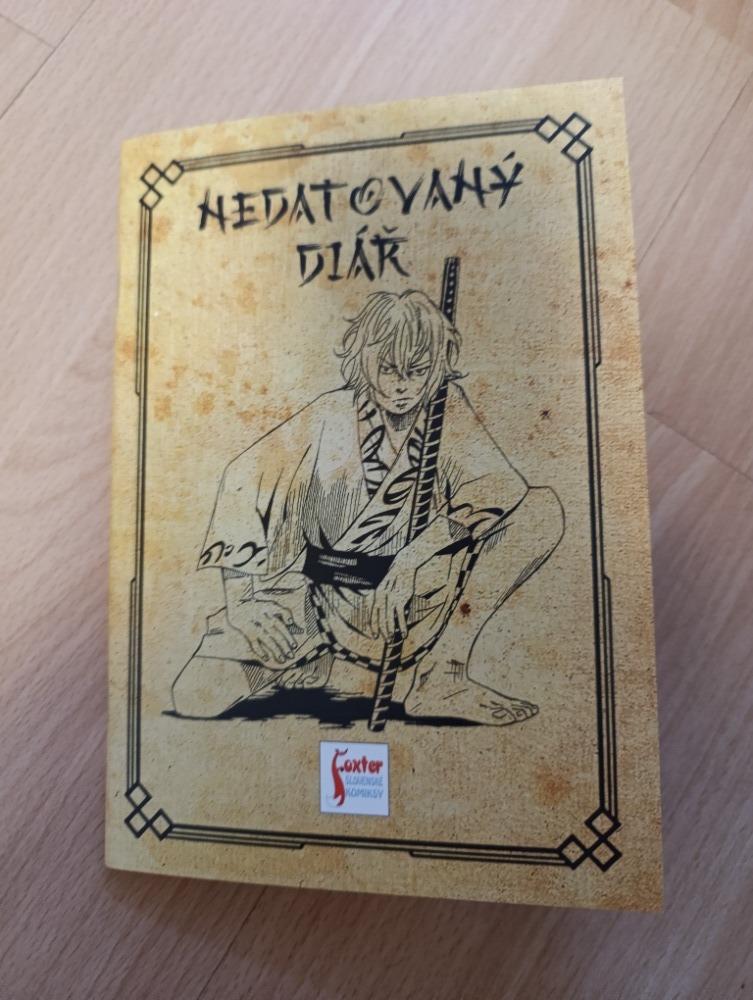 NEDATOVANÝ
DIÁŘ
Foxter
SLOVENSKÉ
KOMIKSY